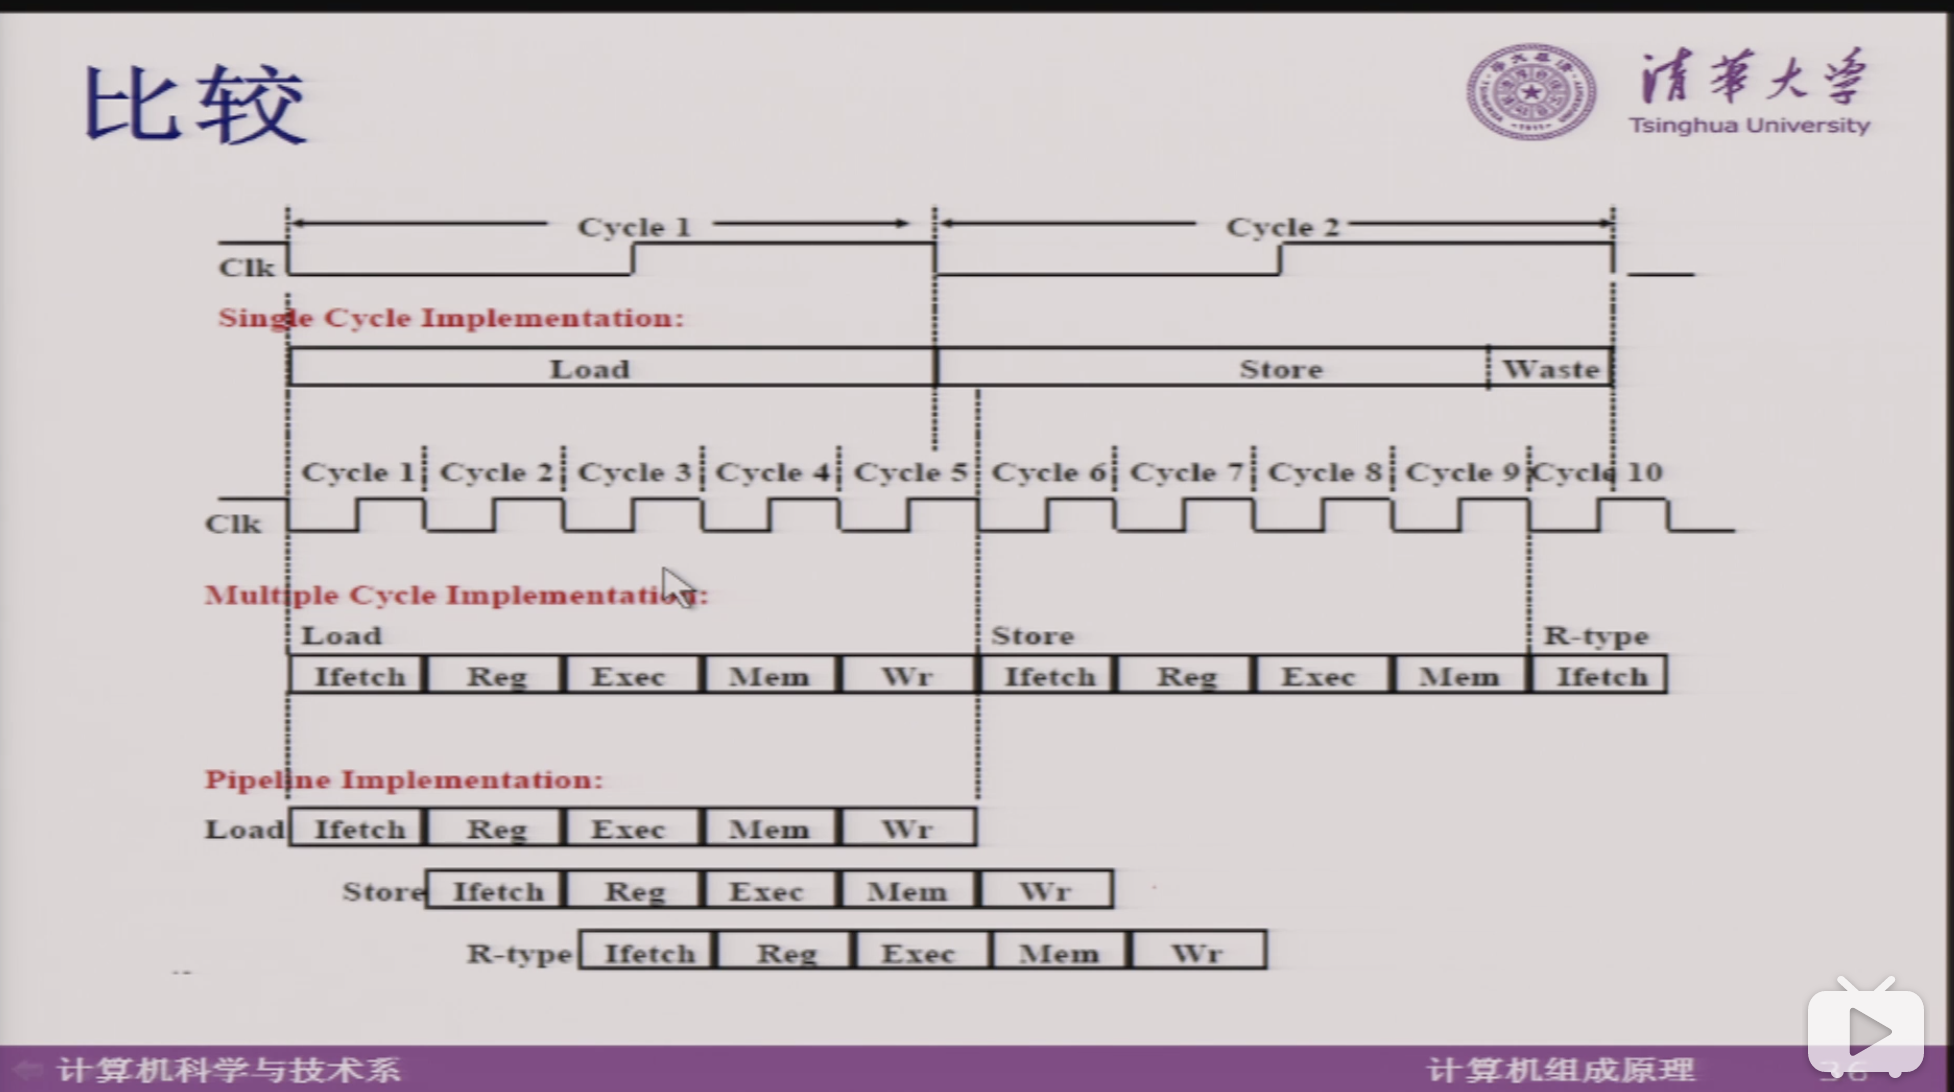 比较
清华大学
Tsinghua University
Cycle 1 Cycle 2
Clk
Single Cycle Implementation:
Load Store Waste
Cycle 1 Cycle 2 Cycle 3 Cycle 4 Cycle 5 Cycle 6 Cycle 7 Cycle 8 Cycle 9 Cycle 10
Clk
Multiple Cycle Implementation:
Load Store R-type
Ifetch Reg Exec Mem Wr Ifetch Reg Exec Mem Ifetch
Pipeline Implementation:
Load Ifetch Reg Exec Mem Wr
Store Ifetch Reg Exec Mem Wr
R-type Ifetch Reg Exec Mem Wr
计算机科学与技术系 计算机组成原理